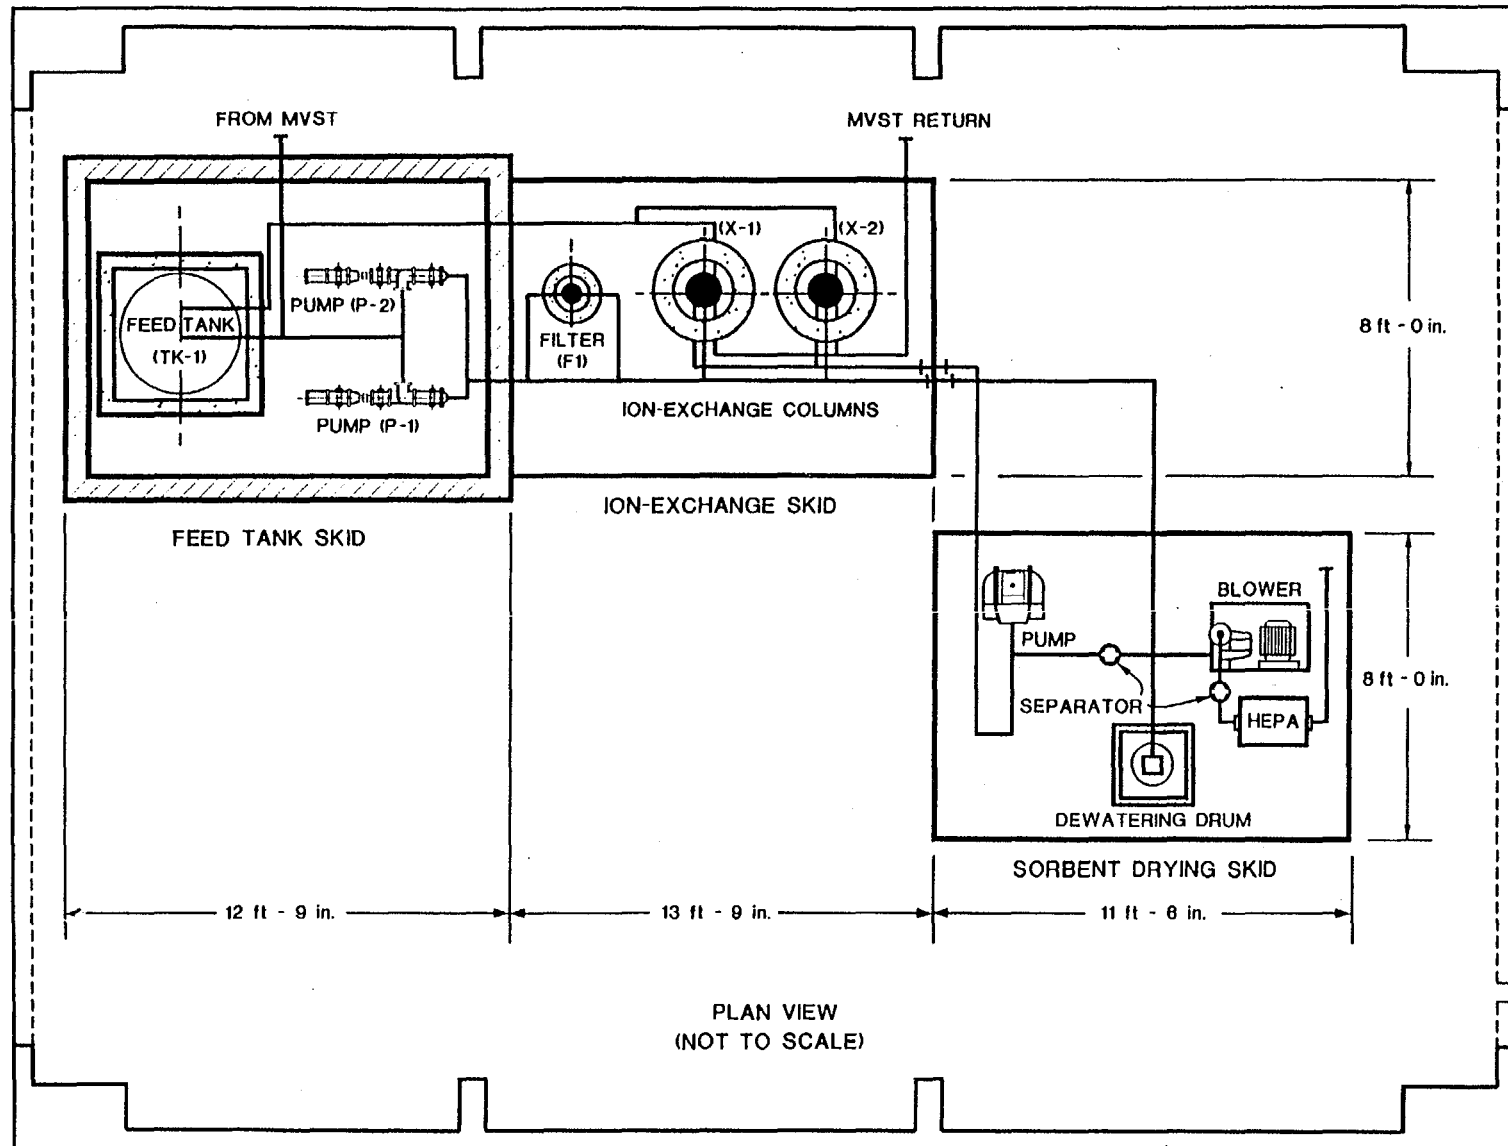 FROM MVST
MVST RETURN
(X-1)
(X-2)
PUMP (P-2)
FEED TANK
(TK-1)
FILTER
(F1)
8 ft - 0 in.
PUMP (P-1)
ION-EXCHANGE COLUMNS
ION-EXCHANGE SKID
FEED TANK SKID
BLOWER
PUMP
8 ft - 0 in.
SEPARATOR
HEPA
DEWATERING DRUM
SORBENT DRYING SKID
12 ft - 9 in.
13 ft - 9 in.
11 ft - 6 in.
PLAN VIEW
(NOT TO SCALE)